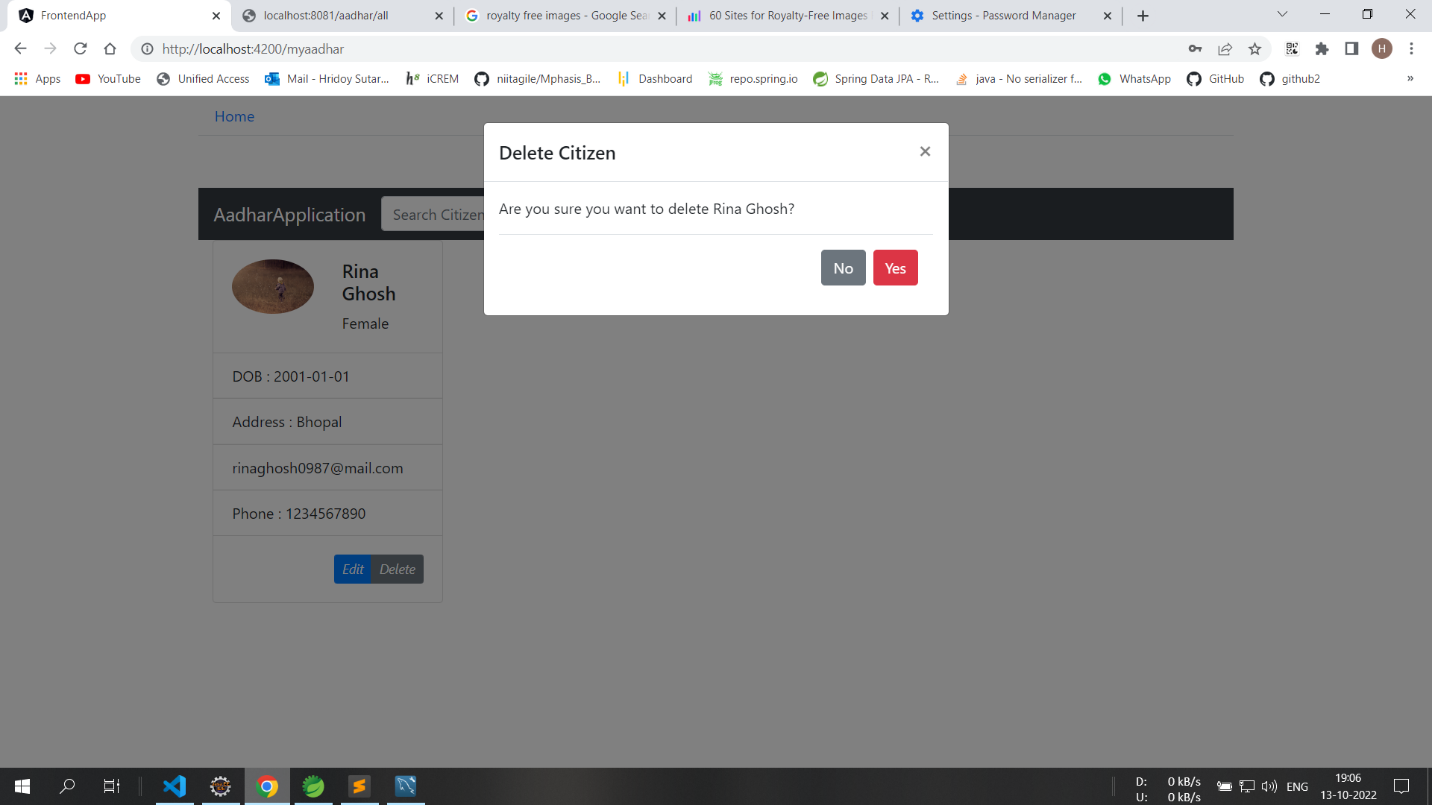 FrontendApp
localhost:8081/aadhar/all
royalty free images - Google Sea
60 Sites for Royalty-Free Images
Settings - Password Manager
http://localhost:4200/myaadhar
H
Apps
YouTube
Unified Access
Mail - Hridoy Sutar...
iCREM
niitagile/Mphasis_B...
Dashboard
repo.spring.io
Spring Data JPA - R...
java - No serializer f...
WhatsApp
GitHub
github2
»
Home
Delete Citizen
×
Are you sure you want to delete Rina Ghosh?
No Yes
AadharApplication
Search Citizen
Rina
Ghosh
Female
DOB : 2001-01-01
Address : Bhopal
rinaghosh0987@mail.com
Phone : 1234567890
Edit Delete
D: 0 kB/s
U: 0 kB/s
ENG
19:06
13-10-2022